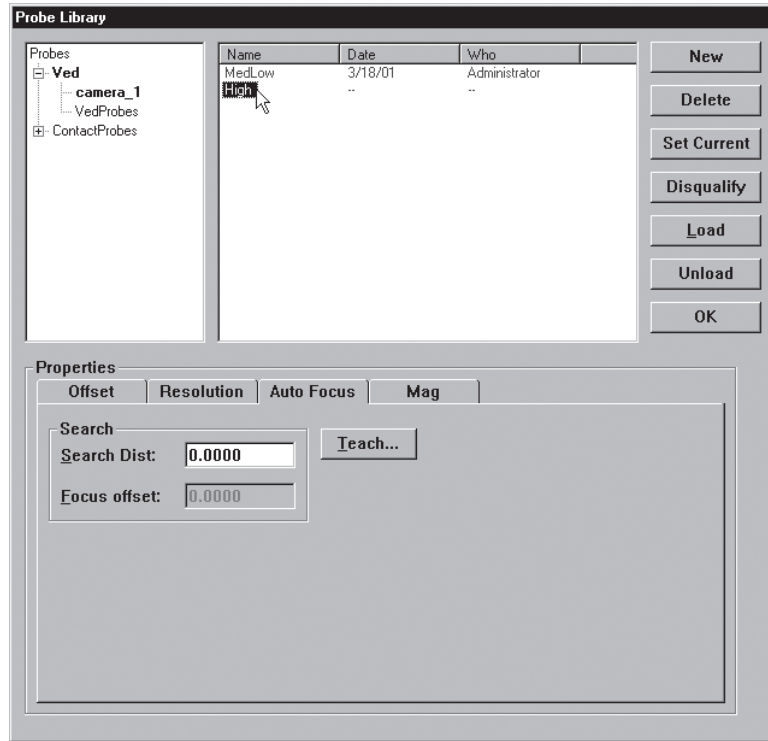 Probe Library
Probes
Ved
camera_1
VedProbes
ContactProbes
Name Date Who
MedLow 3/18/01 Administrator
High -- --
New
Delete
Set Current
Disqualify
Load
Unload
OK
Properties
Offset Resolution Auto Focus Mag
Search
Search Dist: 0.0000
Teach...
Focus offset: 0.0000